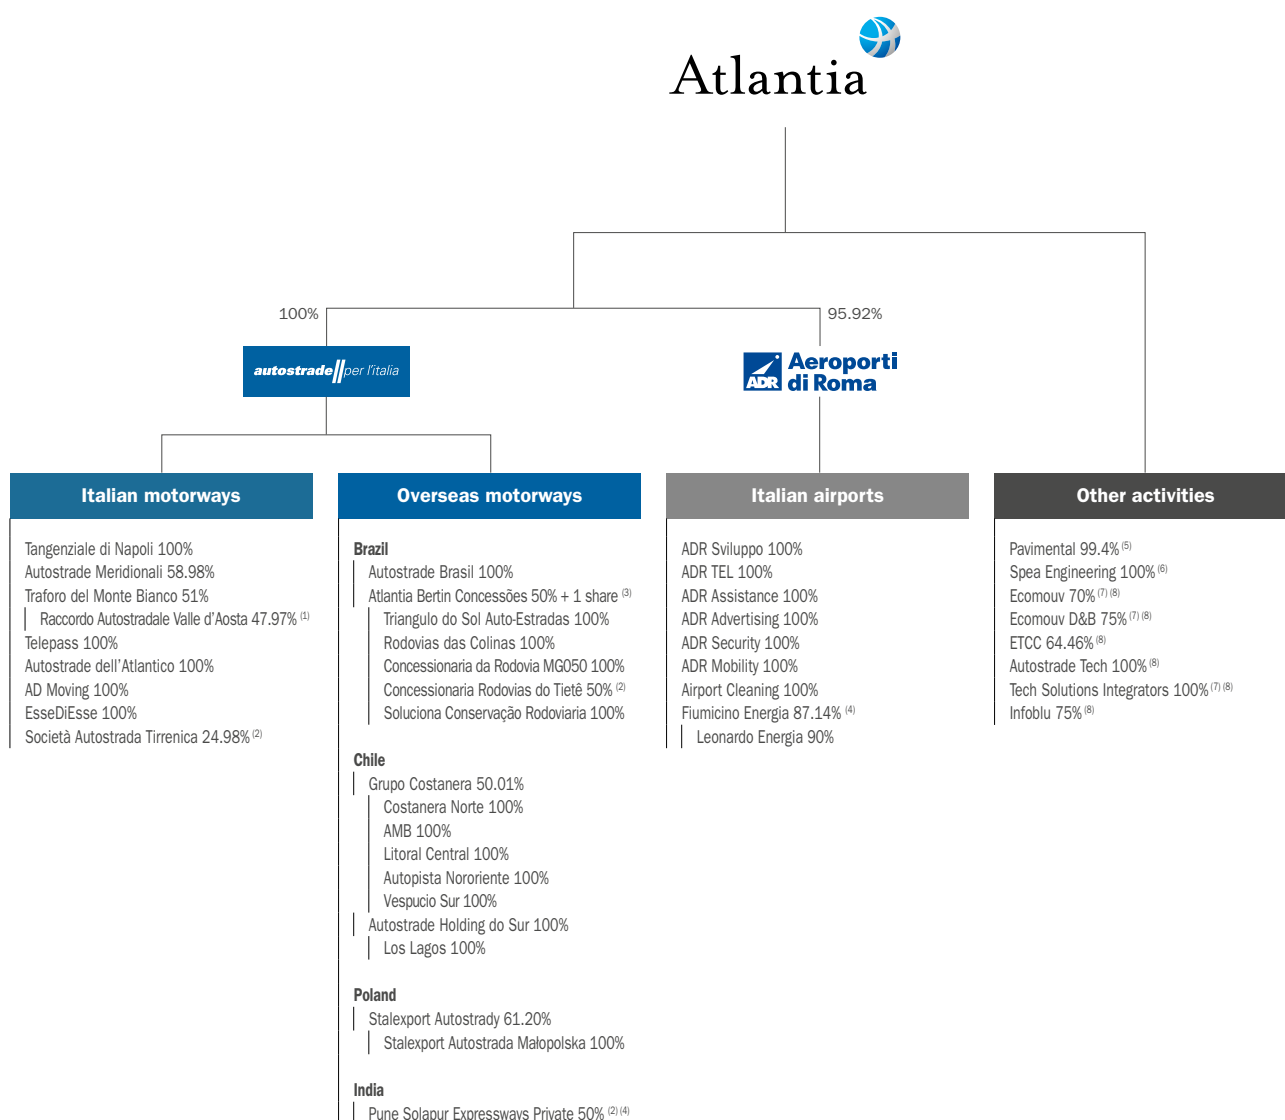 Atlantia
100%
95.92%
autostrade//per l'italia
ADR Aeroporti
di Roma
Italian motorways
Tangenziale di Napoli 100%
Autostrade Meridionali 58.98%
Traforo del Monte Bianco 51%
Raccordo Autostradale Valle d'Aosta 47.97% (1)
Telepass 100%
Autostrade dell'Atlantico 100%
AD Moving 100%
EsseDiEsse 100%
Società Autostrada Tirrenica 24.98% (2)
Overseas motorways
Brazil
Autostrade Brasil 100%
Atlantia Bertin Concessões 50% + 1 share (3)
Triangulo do Sol Auto-Estradas 100%
Rodovias das Colinas 100%
Concessionaria da Rodovia MG050 100%
Concessionaria Rodovias do Tietê 50% (2)
Soluciona Conservação Rodoviaria 100%
Chile
Grupo Costanera 50.01%
Costanera Norte 100%
AMB 100%
Litoral Central 100%
Autopista Nororiente 100%
Vespucio Sur 100%
Autostrade Holding do Sur 100%
Los Lagos 100%
Poland
Stalexport Autostrady 61.20%
Stalexport Autostrada Małopolska 100%
India
Pune Solapur Expressways Private 50% (2) (4)
Italian airports
ADR Sviluppo 100%
ADR TEL 100%
ADR Assistance 100%
ADR Advertising 100%
ADR Security 100%
ADR Mobility 100%
Airport Cleaning 100%
Fiumicino Energia 87.14% (4)
Leonardo Energia 90%
Other activities
Pavimental 99.4% (5)
Spea Engineering 100% (6)
Ecomouv 70% (7) (8)
Ecomouv D&B 75% (7) (8)
ETCC 64.46% (8)
Autostrade Tech 100% (8)
Tech Solutions Integrators 100% (7) (8)
Infoblu 75% (8)